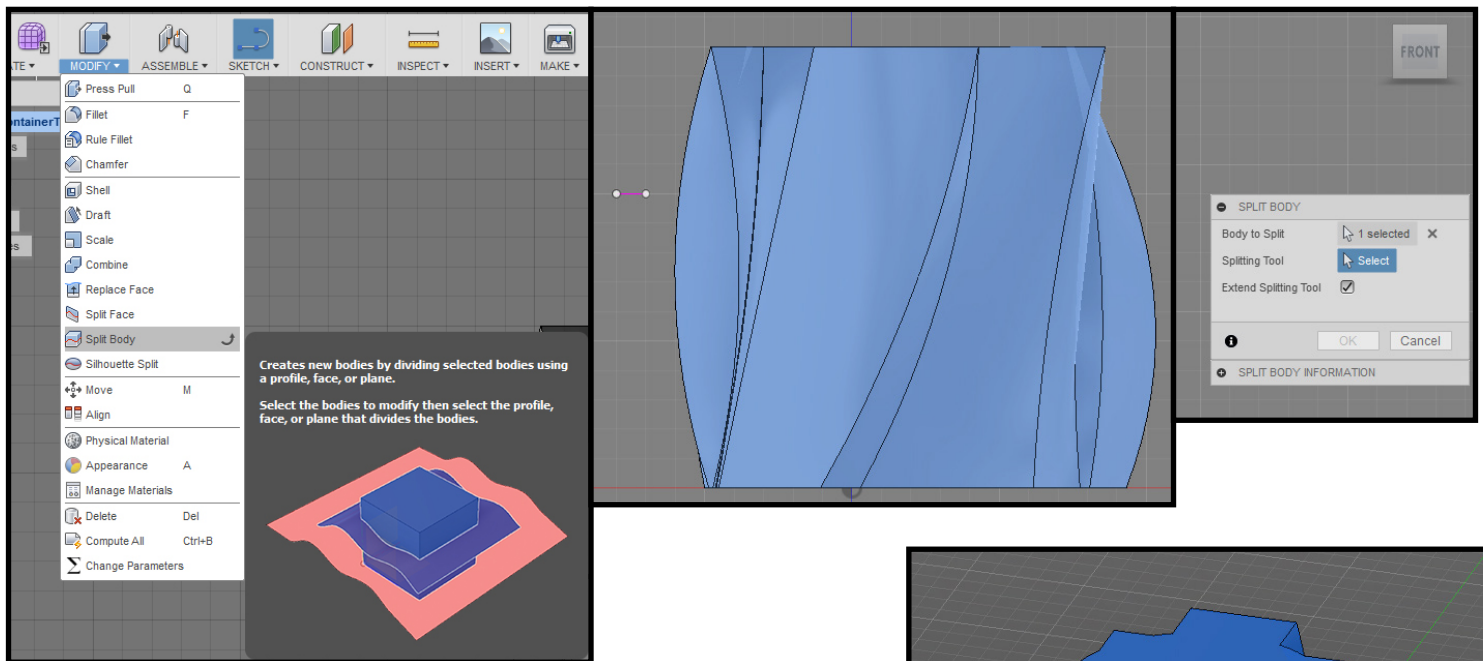 TE ▾ MODIFY ▾ ASSEMBLE ▾ SKETCH ▾ CONSTRUCT ▾ INSPECT ▾ INSERT ▾ MAKE ▾
ntainerT
s
es
Press Pull Q
Fillet F
Rule Fillet
Chamfer
Shell
Draft
Scale
Combine
Replace Face
Split Face
Split Body
Silhouette Split
Move M
Align
Physical Material
Appearance A
Manage Materials
Delete Del
Compute All Ctrl+B
Change Parameters
Creates new bodies by dividing selected bodies using
a profile, face, or plane.
Select the bodies to modify then select the profile,
face, or plane that divides the bodies.
FRONT
SPLIT BODY
Body to Split 1 selected
Splitting Tool Select
Extend Splitting Tool
OK Cancel
SPLIT BODY INFORMATION